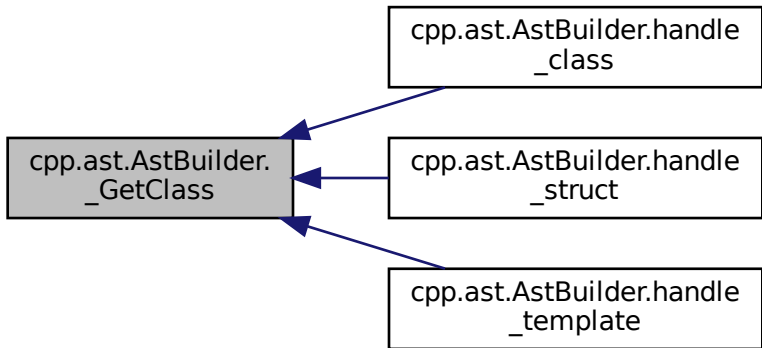 cpp.ast.AstBuilder.handle
_class
cpp.ast.AstBuilder.
_GetClass
cpp.ast.AstBuilder.handle
_struct
cpp.ast.AstBuilder.handle
_template